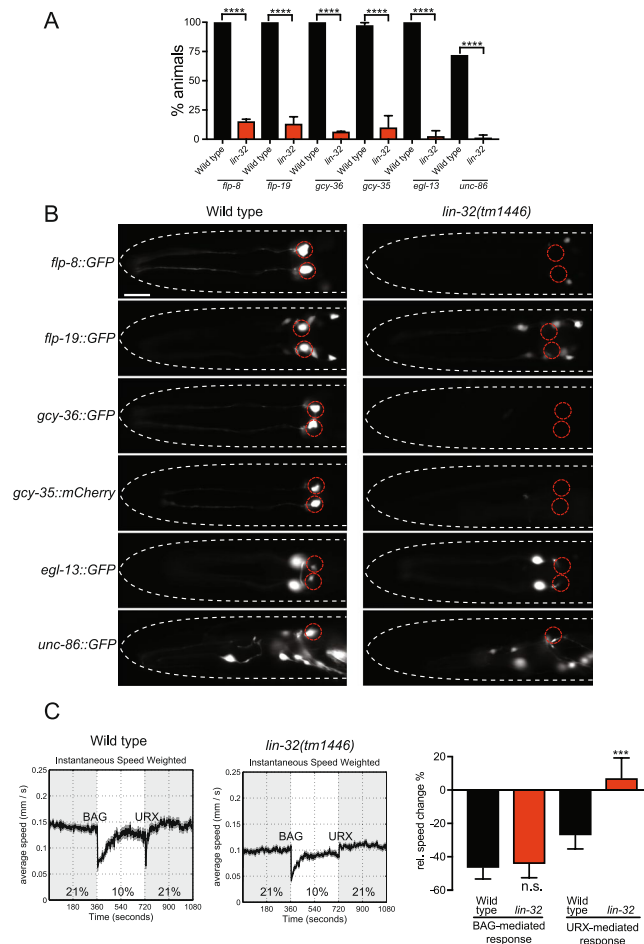 A
**** **** **** **** **** ****
% animals
100
75
50
25
0
Wild type lin-32 Wild type lin-32 Wild type lin-32 Wild type lin-32 Wild type lin-32 Wild type lin-32
flp-8 flp-19 gcy-36 gcy-35 egl-13 unc-86
B
Wild type lin-32(tm1446)
flp-8::GFP
flp-19::GFP
gcy-36::GFP
gcy-35::mCherry
egl-13::GFP
unc-86::GFP
C
Wild type
Instantaneous Speed Weighted
average speed (mm / s)
0.25
0.2
0.15
0.1
0.05
0
BAG URX
21% 10% 21%
180 360 540 720 900 1080
Time (seconds)
lin-32(tm1446)
Instantaneous Speed Weighted
average speed (mm / s)
0.25
0.2
0.15
0.1
0.05
0
BAG URX
21% 10% 21%
180 360 540 720 900 1080
Time (seconds)
rel. speed change %
20
0
-20
-40
-60
-80
***
n.s.
Wild type lin-32 Wild type lin-32
BAG-mediated response
URX-mediated response